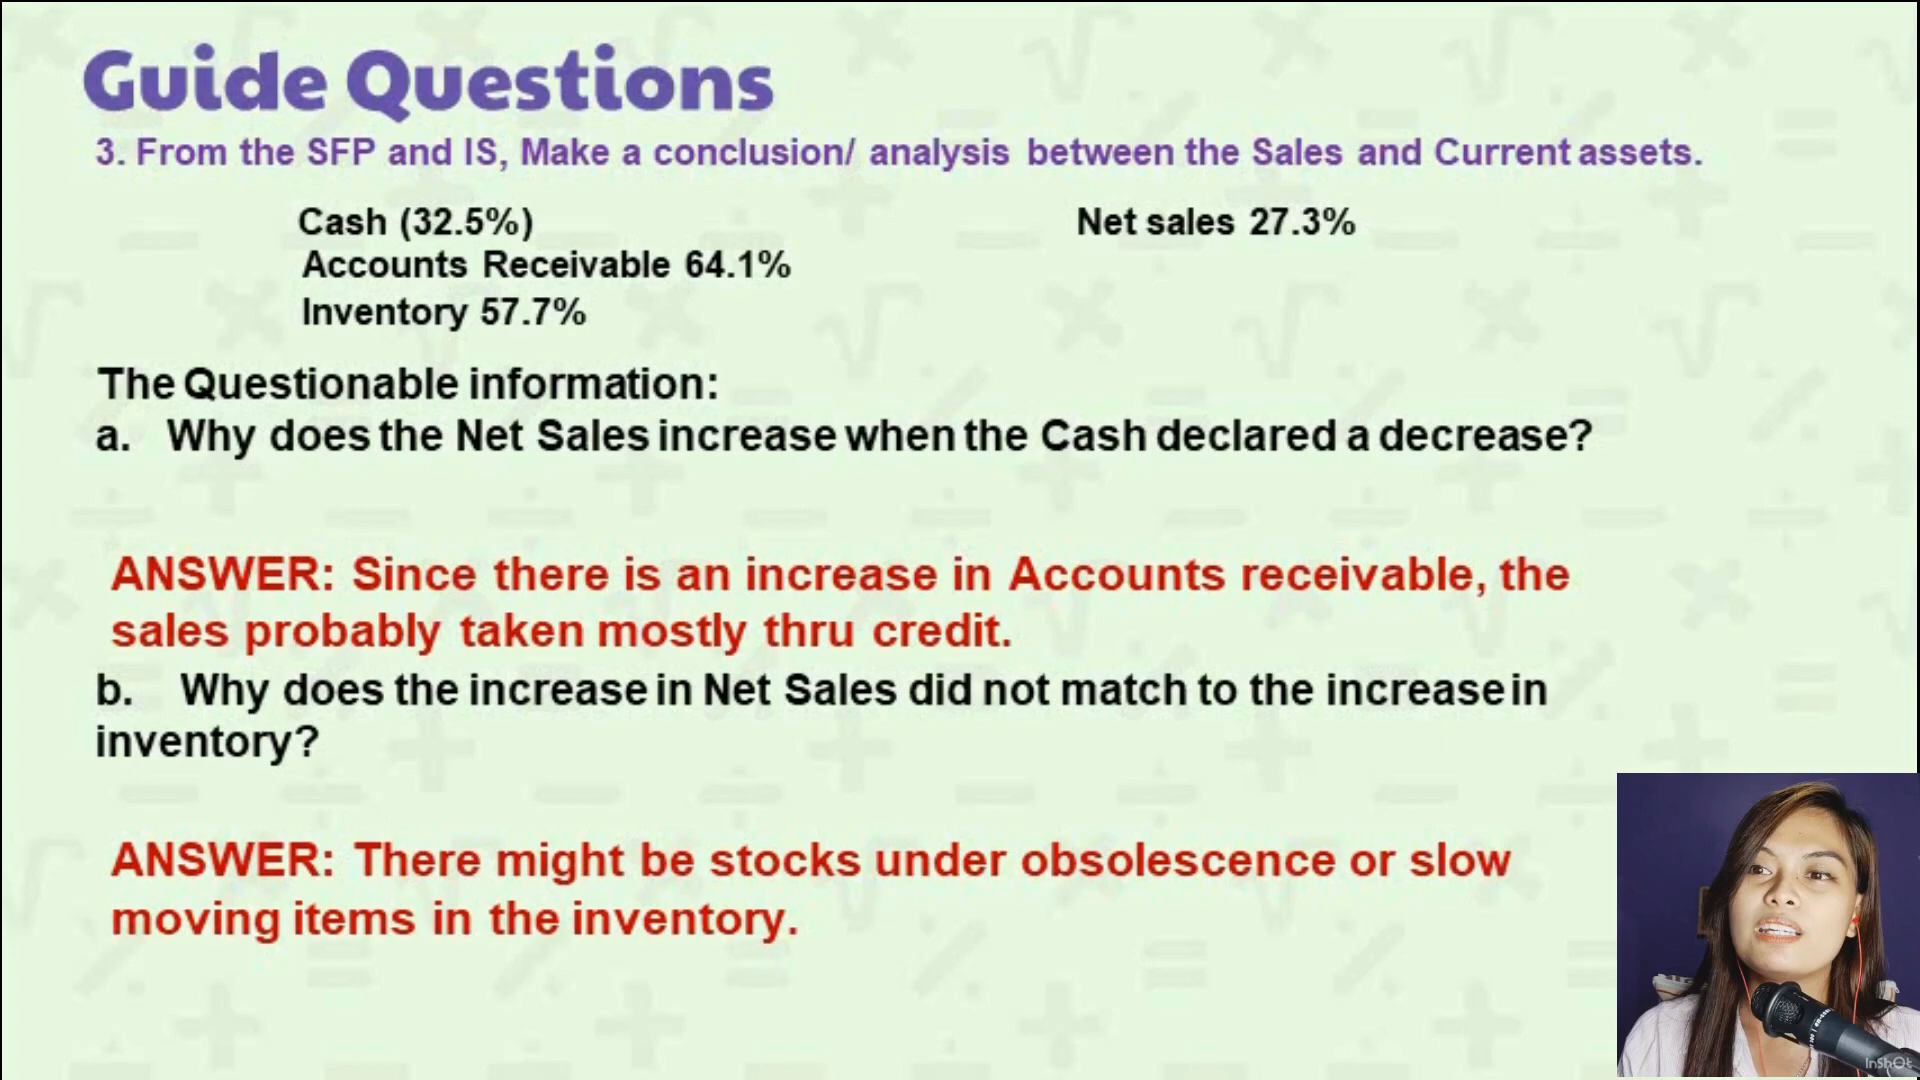 Guide Questions
3. From the SFP and IS, Make a conclusion/ analysis between the Sales and Current assets.
Cash (32.5%)
Net sales 27.3%
Accounts Receivable 64.1%
Inventory 57.7%
The Questionable information:
a. Why does the Net Sales increase when the Cash declared a decrease?
ANSWER: Since there is an increase in Accounts receivable, the
sales probably taken mostly thru credit.
b. Why does the increase in Net Sales did not match to the increase in
inventory?
ANSWER: There might be stocks under obsolescence or slow
moving items in the inventory.
InShOt